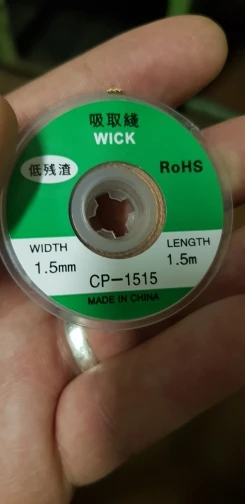 吸取綫
WICK
低残渣
RoHS
WIDTH
1.5mm
LENGTH
1.5m
CP-1515
MADE IN CHINA